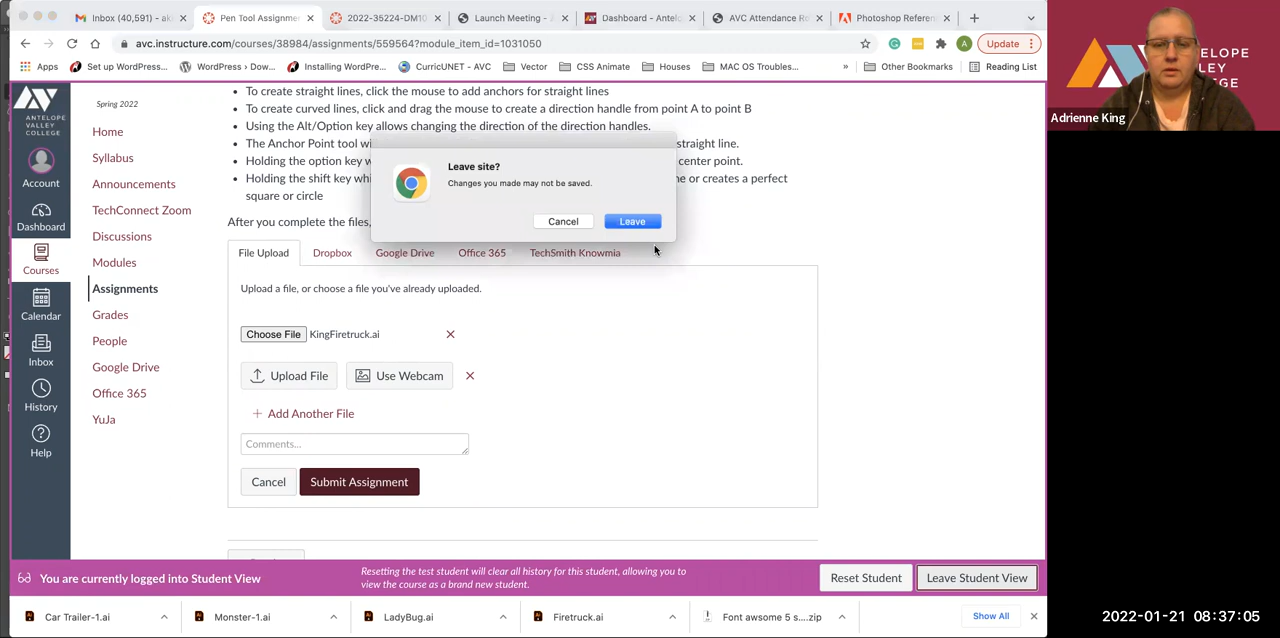 Inbox (40,591) - ak
Pen Tool Assignme
2022-35224-DM10
Launch Meeting -
Dashboard - Antel
AVC Attendance Ro
Photoshop Referen
avc.instructure.com/courses/38984/assignments/559564?module_item_id=1031050
A
Update
Apps
Set up WordPress...
WordPress › Dow...
Installing WordPre...
CurricUNET - AVC
Vector
CSS Animate
Houses
MAC OS Troubles...
»
Other Bookmarks
Reading List
ANTELOPE
VALLEY
COLLEGE
Account
Dashboard
Courses
Calendar
Inbox
History
Help
Spring 2022
Home
Syllabus
Announcements
TechConnect Zoom
Discussions
Modules
Assignments
Grades
People
Google Drive
Office 365
YuJa
To create straight lines, click the mouse to add anchors for straight lines
To create curved lines, click and drag the mouse to create a direction handle from point A to point B
Using the Alt/Option key allows changing the direction of the direction handles.
The Anchor Point tool wi straight line.
Holding the option key w center point.
Holding the shift key whi ne or creates a perfect
square or circle
After you complete the files,
Leave site?
Changes you made may not be saved.
Cancel
Leave
File Upload
Dropbox
Google Drive
Office 365
TechSmith Knowmia
Upload a file, or choose a file you've already uploaded.
Choose File KingFiretruck.ai
Upload File
Use Webcam
+ Add Another File
Comments...
Cancel
Submit Assignment
You are currently logged into Student View
Resetting the test student will clear all history for this student, allowing you to
view the course as a brand new student.
Reset Student
Leave Student View
Car Trailer-1.ai
Monster-1.ai
LadyBug.ai
Firetruck.ai
Font awsome 5 s....zip
Show All
NTELOPE
LEY
GE
Adrienne King
2022-01-21 08:37:05